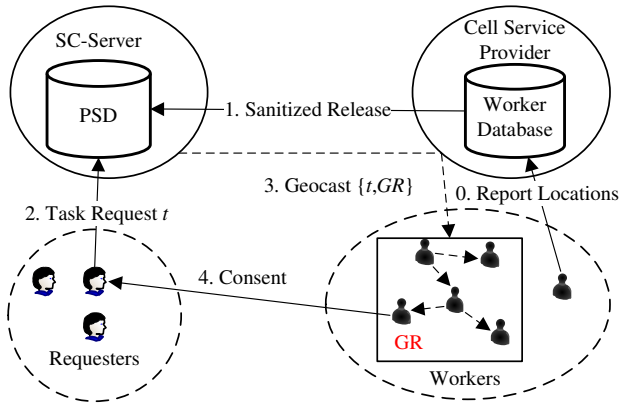 SC-Server
PSD
Cell Service
Provider
Worker
Database
1. Sanitized Release
3. Geocast {t,GR}
0. Report Locations
2. Task Request t
4. Consent
GR
Requesters
Workers